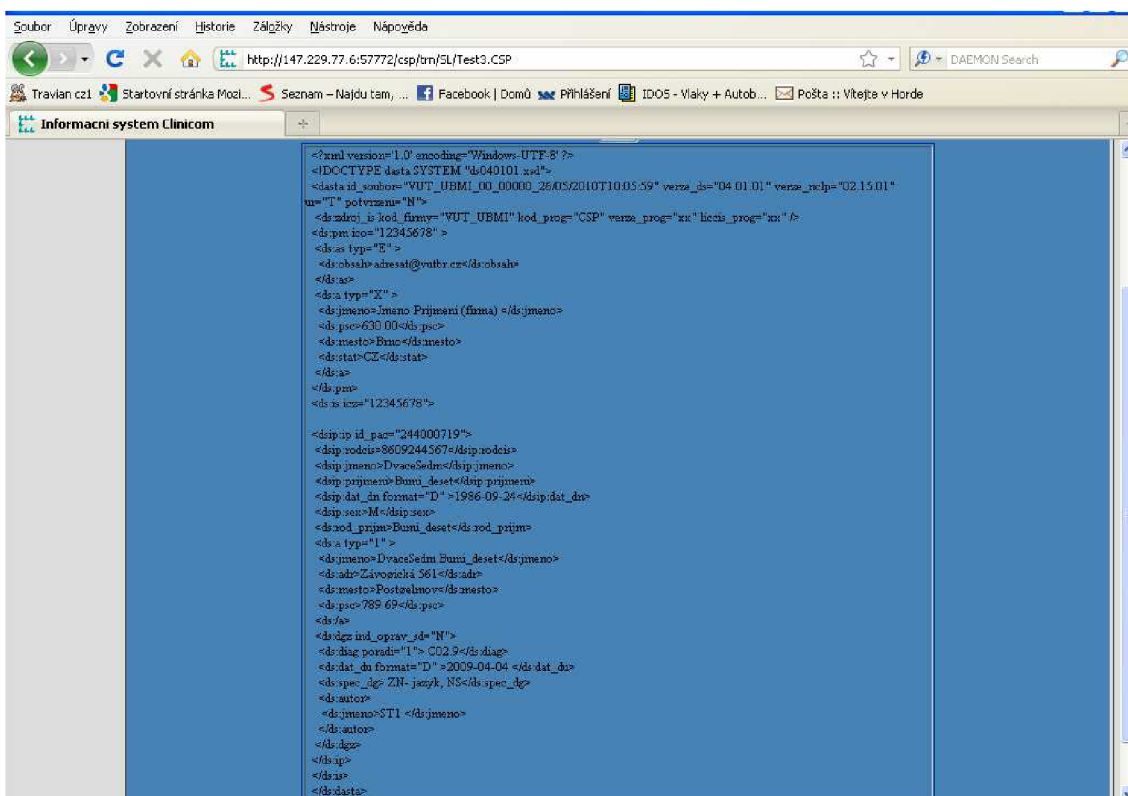 Soubor Úpravy Zobrazení Historie Záložky Nástroje Nápověda
http://147.229.77.6:57772/csp/trn/SL/Test3.CSP DAEMON Search
Travian cz1 Startovní stránka Mozi... Seznam – Najdu tam, ... Facebook | Domů Přihlášení IDOS - Vlaky + Autob... Pošta :: Vítejte v Horde
Informacni system Clinicom
<?xml version='1.0' encoding="Windows-UTF-8' ?>
<!DOCTYPE dasta SYSTEM "ds040101.xsd">
<dasta id_soubor="VUT_UBMI_00_00000_26/05/2010T10:05:59" verze_ds="04.01.01" verze_nclp="02.15.01"
ur="T" potvrzeni="N">
<ds:zdroj_is kod_firmy="VUT_UBMI" kod_prog="CSP" verze_prog="xx" liccis_prog="xx" />
<ds:pm ico="12345678" >
<ds:as typ="E" >
<ds:obsah>adresat@vutbr.cz</ds:obsah>
</ds:as>
<ds:a typ="X" >
<ds:jmeno>Jmeno Prijmeni (firma) </ds:jmeno>
<ds:psc>630 00</ds:psc>
<ds:mesto>Brno</ds:mesto>
<ds:stat>CZ</ds:stat>
</ds:a>
</ds:pm>
<ds:is icz="12345678">
<dsip:ip id_pac="244000719">
<dsip:rodcis>8609244567</dsip:rodcis>
<dsip:jmeno>DvaceSedm</dsip:jmeno>
<dsip:prijmeni>Bumi_deset</dsip:prijmeni>
<dsip:dat_dn format="D" >1986-09-24</dsip:dat_dn>
<dsip:sex>M</dsip:sex>
<ds:rod_prijm>Bumi_deset</ds:rod_prijm>
<ds:a typ="1" >
<ds:jmeno>DvaceSedm Bumi_deset</ds:jmeno>
<ds:adr>Závoøická 561</ds:adr>
<ds:mesto>Postøelmov</ds:mesto>
<ds:psc>789 69</ds:psc>
<ds:/a>
<ds:dgz ind_oprav_sd="N">
<ds:diag poradi="1"> C02.9</ds:diag>
<ds:dat_du format="D" >2009-04-04 </ds:dat_du>
<ds:spec_dg> ZN- jazyk, NS</ds:spec_dg>
<ds:autor>
<ds:jmeno>ST1 </ds:jmeno>
</ds:autor>
</ds:dgz>
</ds:ip>
</ds:is>
</ds:dasta>